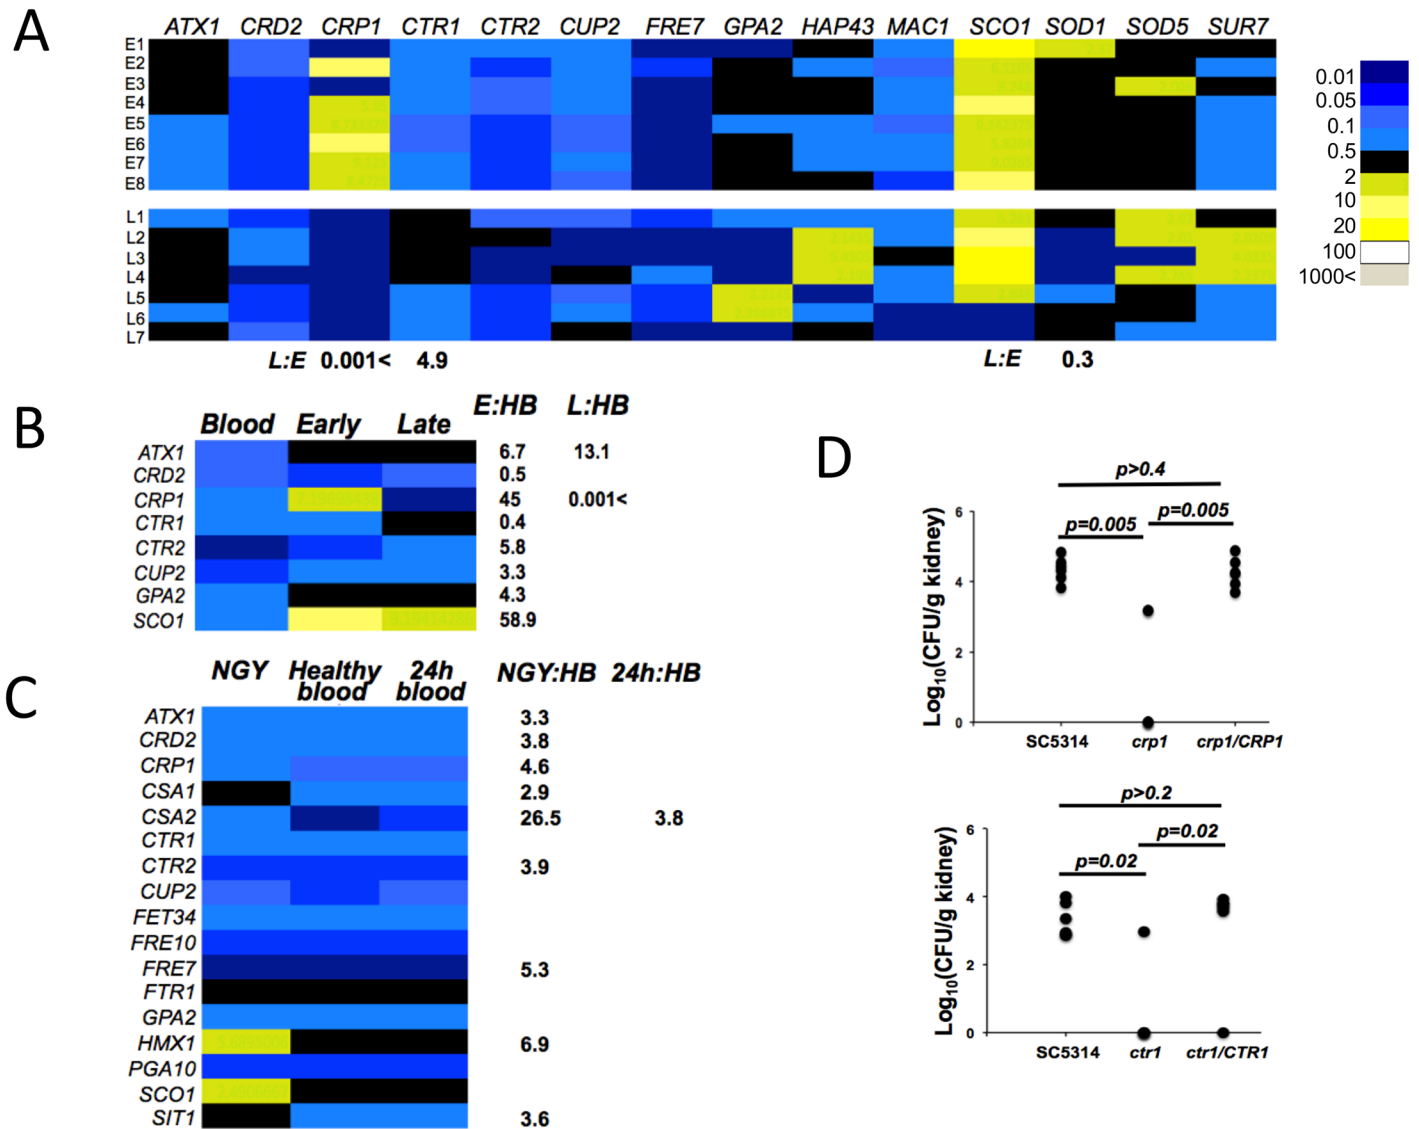 A
ATX1 CRD2 CRP1 CTR1 CTR2 CUP2 FRE7 GPA2 HAP43 MAC1 SCO1 SOD1 SOD5 SUR7
E1
E2
E3
E4
E5
E6
E7
E8
L1
L2
L3
L4
L5
L6
L7
L:E 0.001< 4.9 L:E 0.3
0.01
0.05
0.1
0.5
2
10
20
100
1000<
B
Blood Early Late E:HB L:HB
ATX1 6.7 13.1
CRD2 0.5
CRP1 45 0.001<
CTR1 0.4
CTR2 5.8
CUP2 3.3
GPA2 4.3
SCO1 58.9
C
NGY Healthy blood 24h blood NGY:HB 24h:HB
ATX1 3.3
CRD2 3.8
CRP1 4.6
CSA1 2.9
CSA2 26.5 3.8
CTR1
CTR2 3.9
CUP2
FET34
FRE10
FRE7 5.3
FTR1
GPA2
HMX1 6.9
PGA10
SCO1
SIT1 3.6
D
p>0.4
p=0.005 p=0.005
Log10(CFU/g kidney)
6
4
2
0
SC5314 crp1 crp1/CRP1
p>0.2
p=0.02
p=0.02
Log10(CFU/g kidney)
6
4
2
0
SC5314 ctr1 ctr1/CTR1